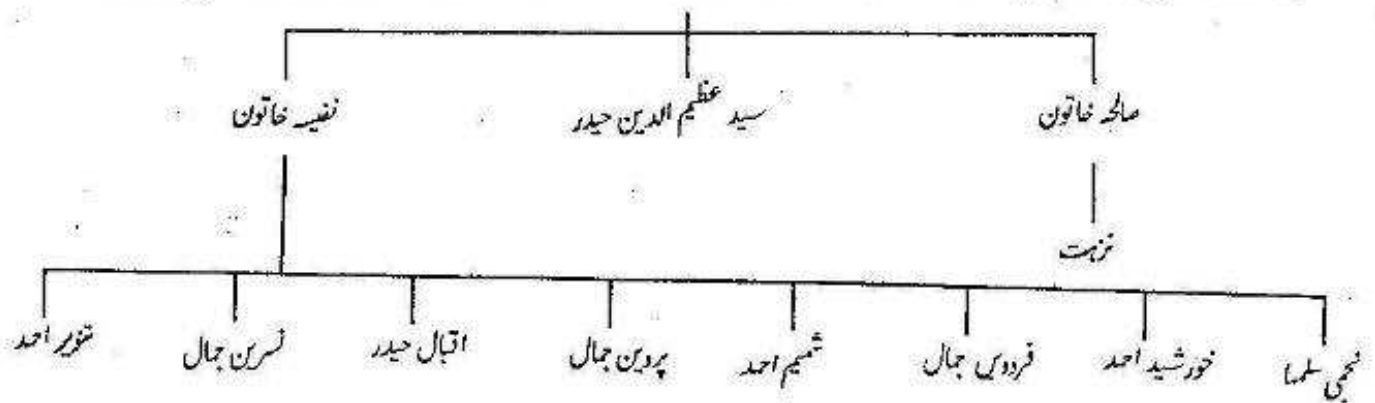 صالحہ خاتون سید عظیم الدین حیدر نفیسہ خاتون
نزہت
نجمی سلمہا خورشید احمد فردوس جمال شمیم احمد پروین جمال اقبال حیدر نسرین جمال تنویر احمد